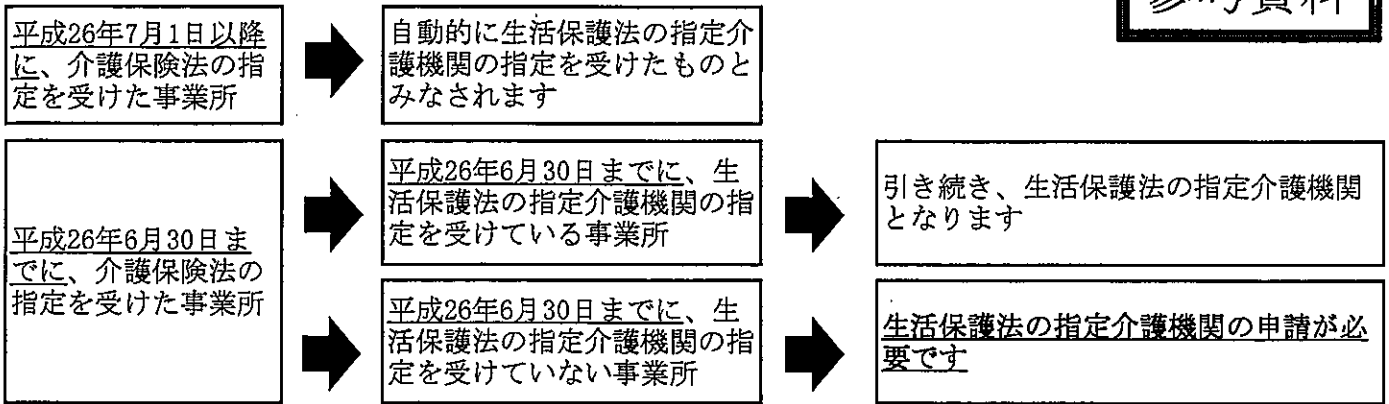 参考資料
平成26年7月1日以降
に、介護保険法の指
定を受けた事業所
自動的に生活保護法の指定介
護機関の指定を受けたものと
みなされます
平成26年6月30日ま
でに、介護保険法の
指定を受けた事業所
平成26年6月30日までに、生
活保護法の指定介護機関の指
定を受けている事業所
引き続き、生活保護法の指定介護機関
となります
平成26年6月30日までに、生
活保護法の指定介護機関の指
定を受けていない事業所
生活保護法の指定介護機関の申請が必
要です